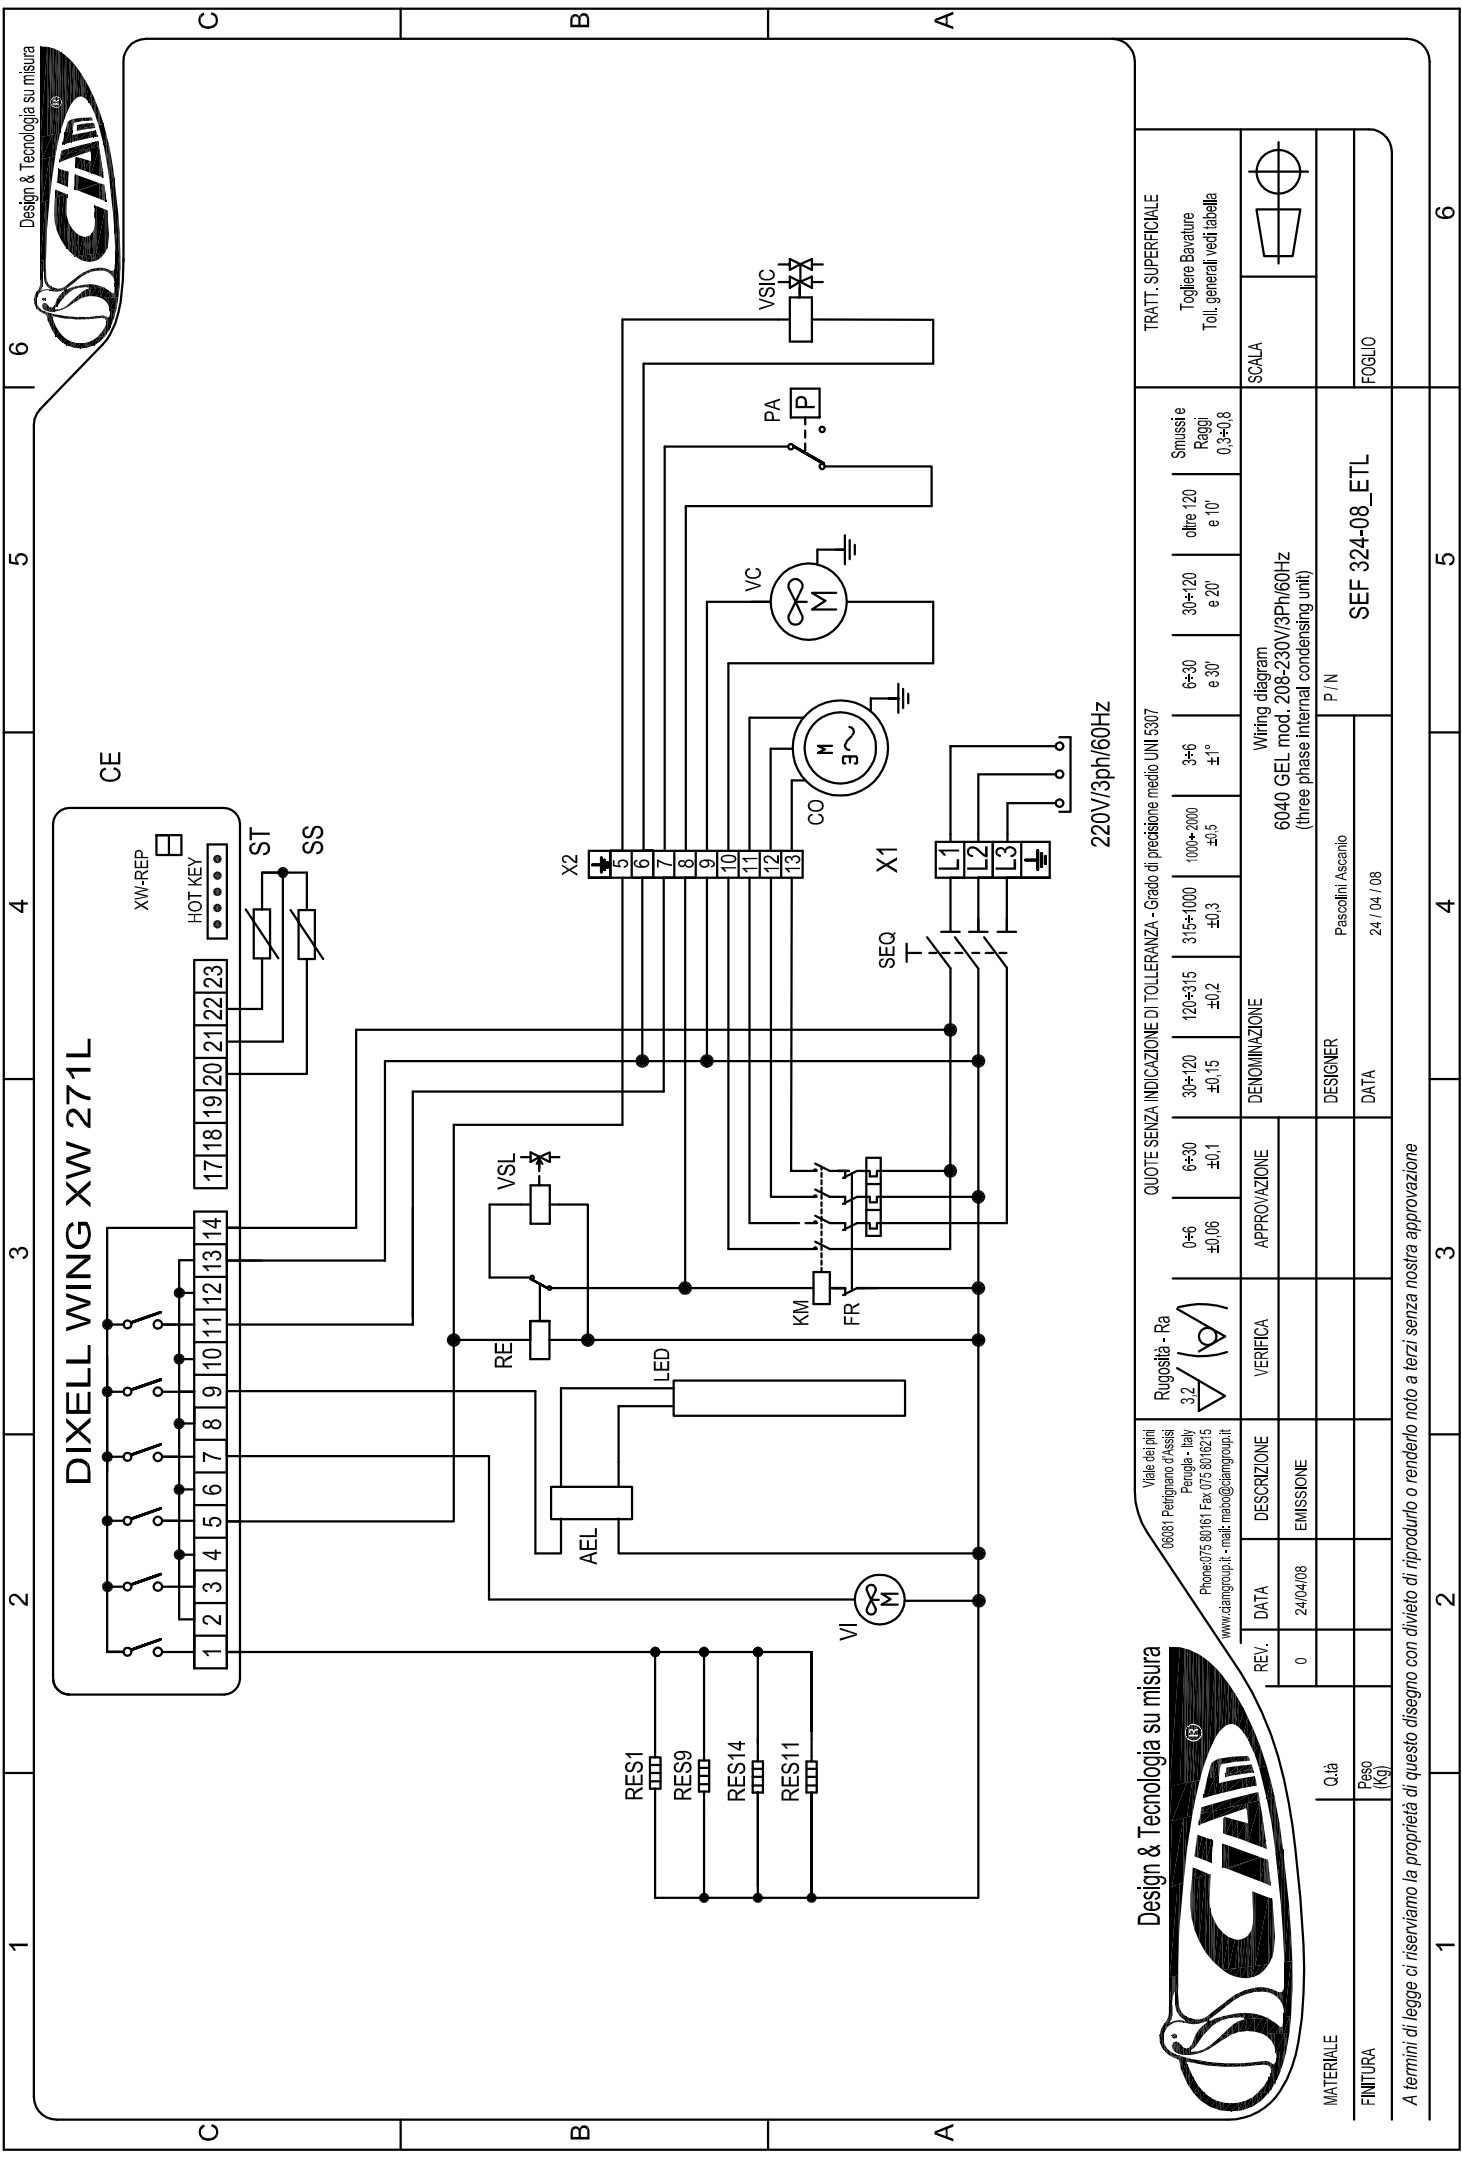 1
2
3
4
5
6
C
B
A
Design & Tecnologia su misura
CIAM ®
DIXELL WING XW 271L
CE
XW-REP
HOT KEY
1 2 3 4 5 6 7 8 9 10 11 12 13 14
17 18 19 20 21 22 23
ST
SS
RES1
RES9
RES14
RES11
VI
M
AEL
LED
RE
VSL
KM
FR
X2
5
6
7
8
9
10
11
12
13
SEQ
X1
L1
L2
L3
220V/3ph/60Hz
CO
M
3~
VC
M
PA
P
VSIC
Design & Tecnologia su misura
CIAM ®
Viale dei pini
06081 Petrignano d'Assisi
Perugia - Italy
Phone:075 80161 Fax 075 8016215
www.ciamgroup.it - mail: mabo@ciamgroup.it
Rugosità - Ra
3,2
QUOTE SENZA INDICAZIONE DI TOLLERANZA - Grado di precisione medio UNI 5307
0÷6
±0,06
6÷30
±0,1
30÷120
±0,15
120÷315
±0,2
315÷1000
±0,3
1000÷2000
±0,5
3÷6
±1°
6÷30
e 30'
30÷120
e 20'
oltre 120
e 10'
Smussi e
Raggi
0,3÷0,8
TRATT. SUPERFICIALE
Togliere Bavature
Toll. generali vedi tabella
REV.
DATA
DESCRIZIONE
VERIFICA
APPROVAZIONE
0
24/04/08
EMISSIONE
DENOMINAZIONE
Wiring diagram
6040 GEL mod. 208-230V/3Ph/60Hz
(three phase internal condensing unit)
SCALA
MATERIALE
Q.tà
DESIGNER
Pascolini Ascanio
P / N
SEF 324-08_ETL
FINITURA
Peso
(Kg)
DATA
24 / 04 / 08
FOGLIO
A termini di legge ci riserviamo la proprietà di questo disegno con divieto di riprodurlo o renderlo noto a terzi senza nostra approvazione
1
2
3
4
5
6
C
B
A